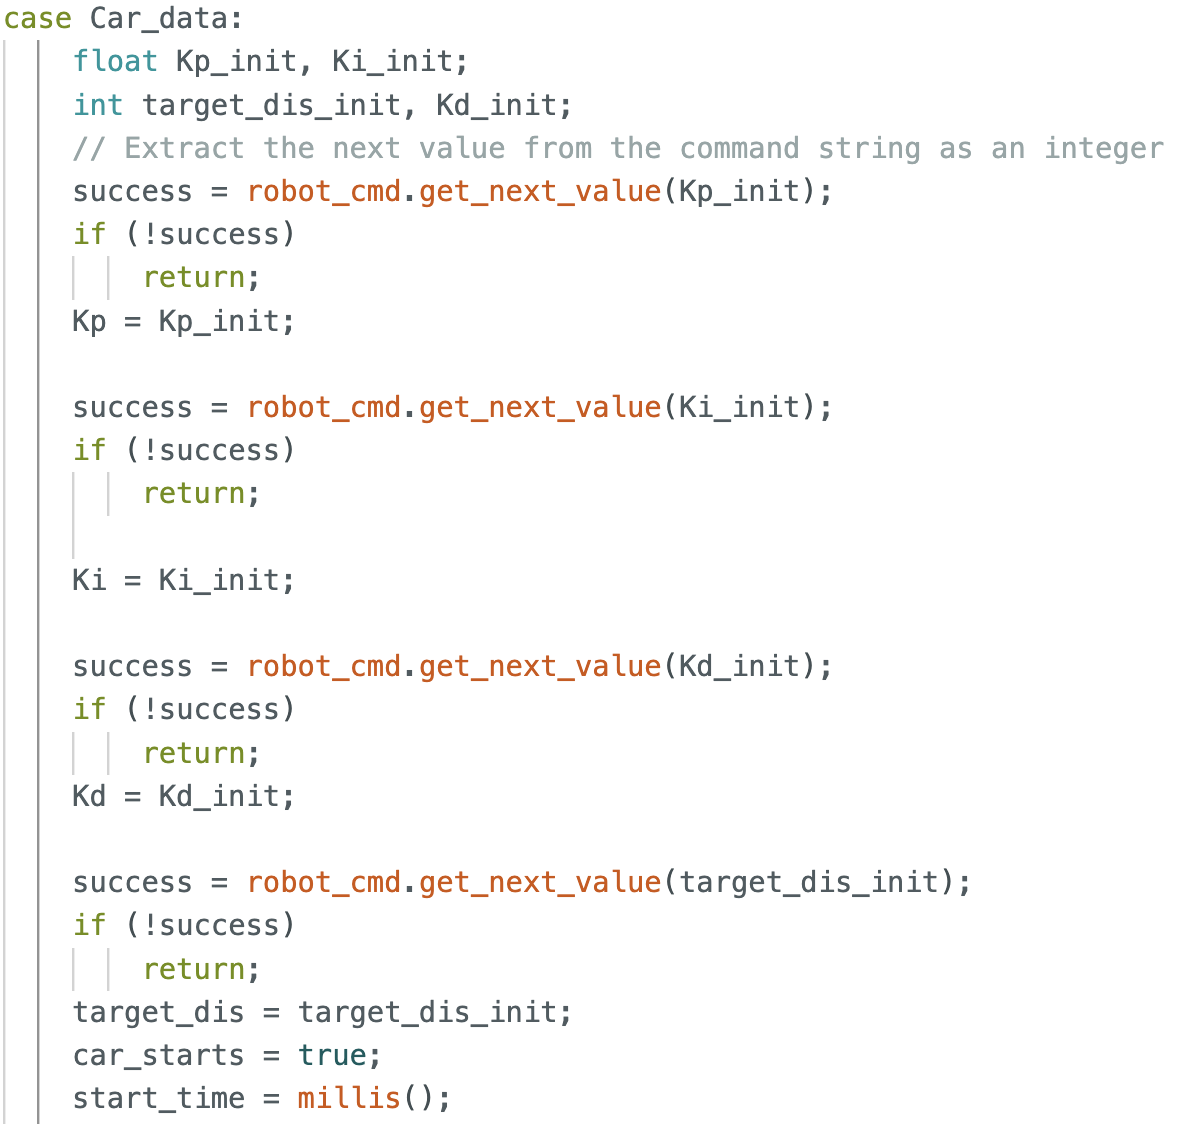 case Car_data:
float Kp_init, Ki_init;
int target_dis_init, Kd_init;
// Extract the next value from the command string as an integer
success = robot_cmd.get_next_value(Kp_init);
if (!success)
return;
Kp = Kp_init;
success = robot_cmd.get_next_value(Ki_init);
if (!success)
return;
Ki = Ki_init;
success = robot_cmd.get_next_value(Kd_init);
if (!success)
return;
Kd = Kd_init;
success = robot_cmd.get_next_value(target_dis_init);
if (!success)
return;
target_dis = target_dis_init;
car_starts = true;
start_time = millis();